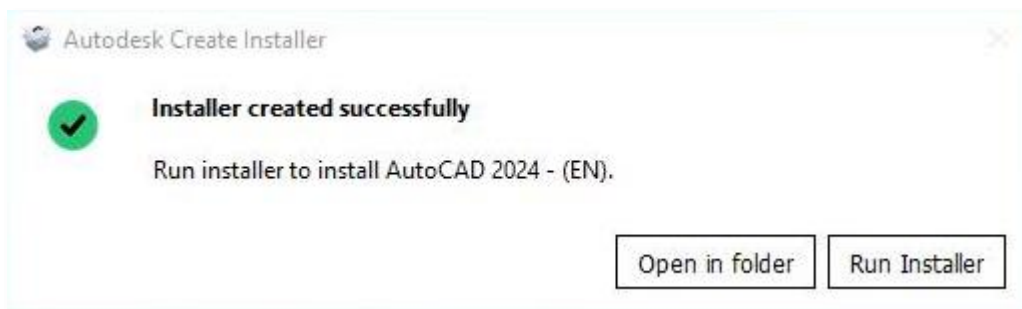 Autodesk Create Installer
Installer created successfully
Run installer to install AutoCAD 2024 - (EN).
Open in folder
Run Installer